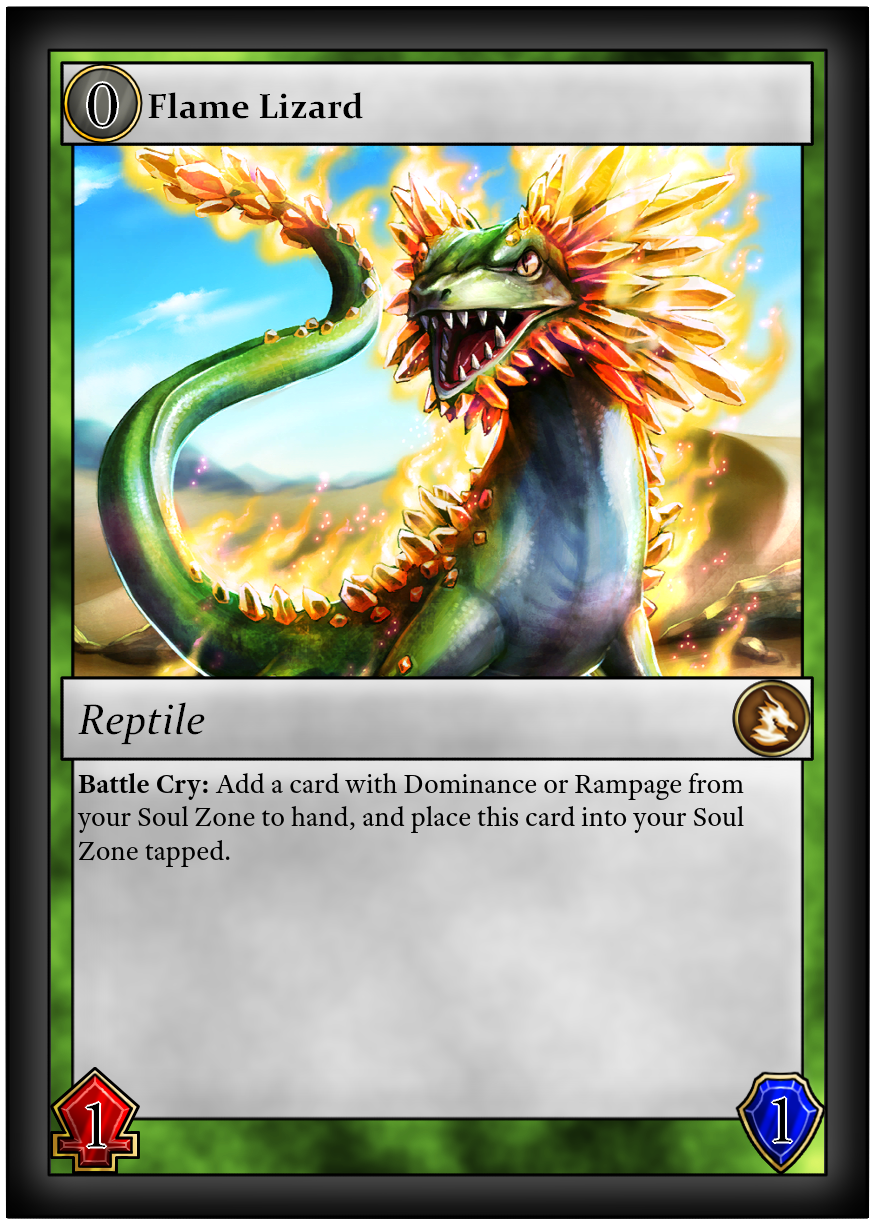 0 Flame Lizard
Reptile
Battle Cry: Add a card with Dominance or Rampage from
your Soul Zone to hand, and place this card into your Soul
Zone tapped.
1 1